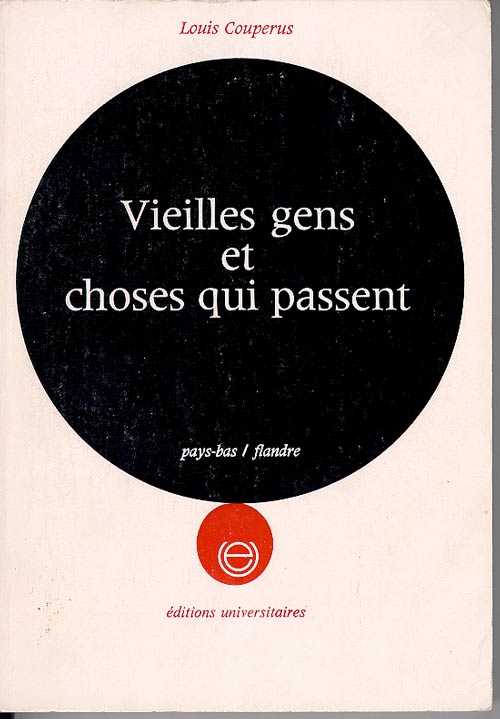 Louis Couperus
Vieilles gens
et
choses qui passent
pays-bas / flandre
e
éditions universitaires